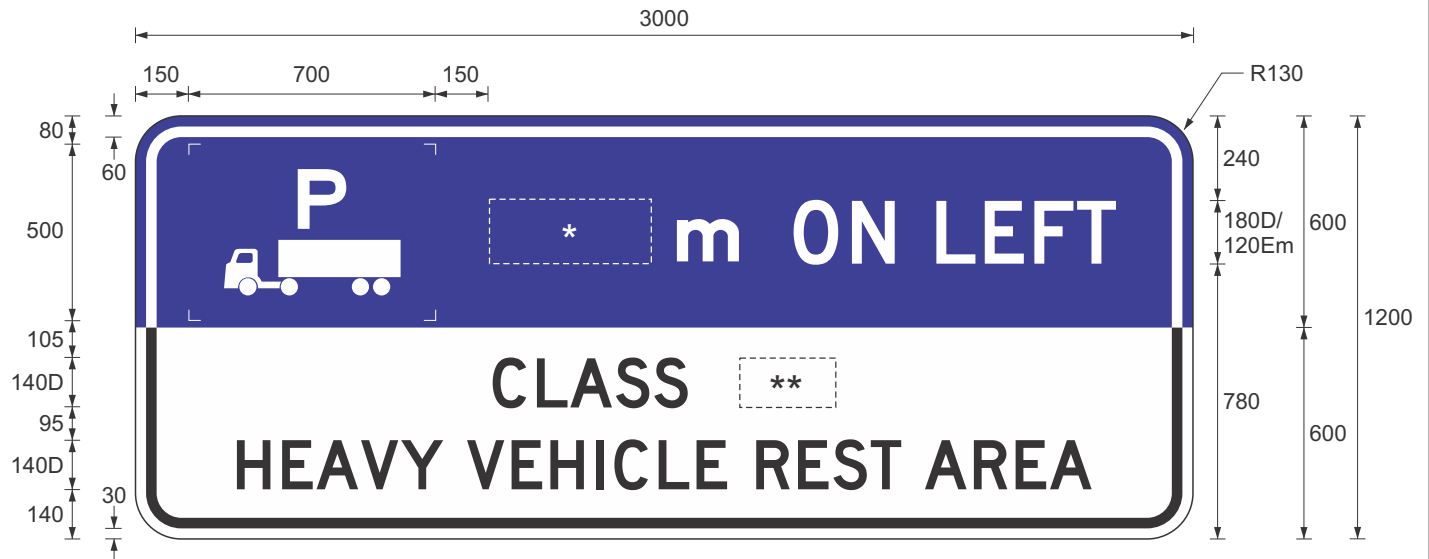 3000
150 700 150
R130
80
60
240
P
500
* m ON LEFT
180D/
120Em
600
105
1200
140D
CLASS **
780
95
600
140D
HEAVY VEHICLE REST AREA
30
140